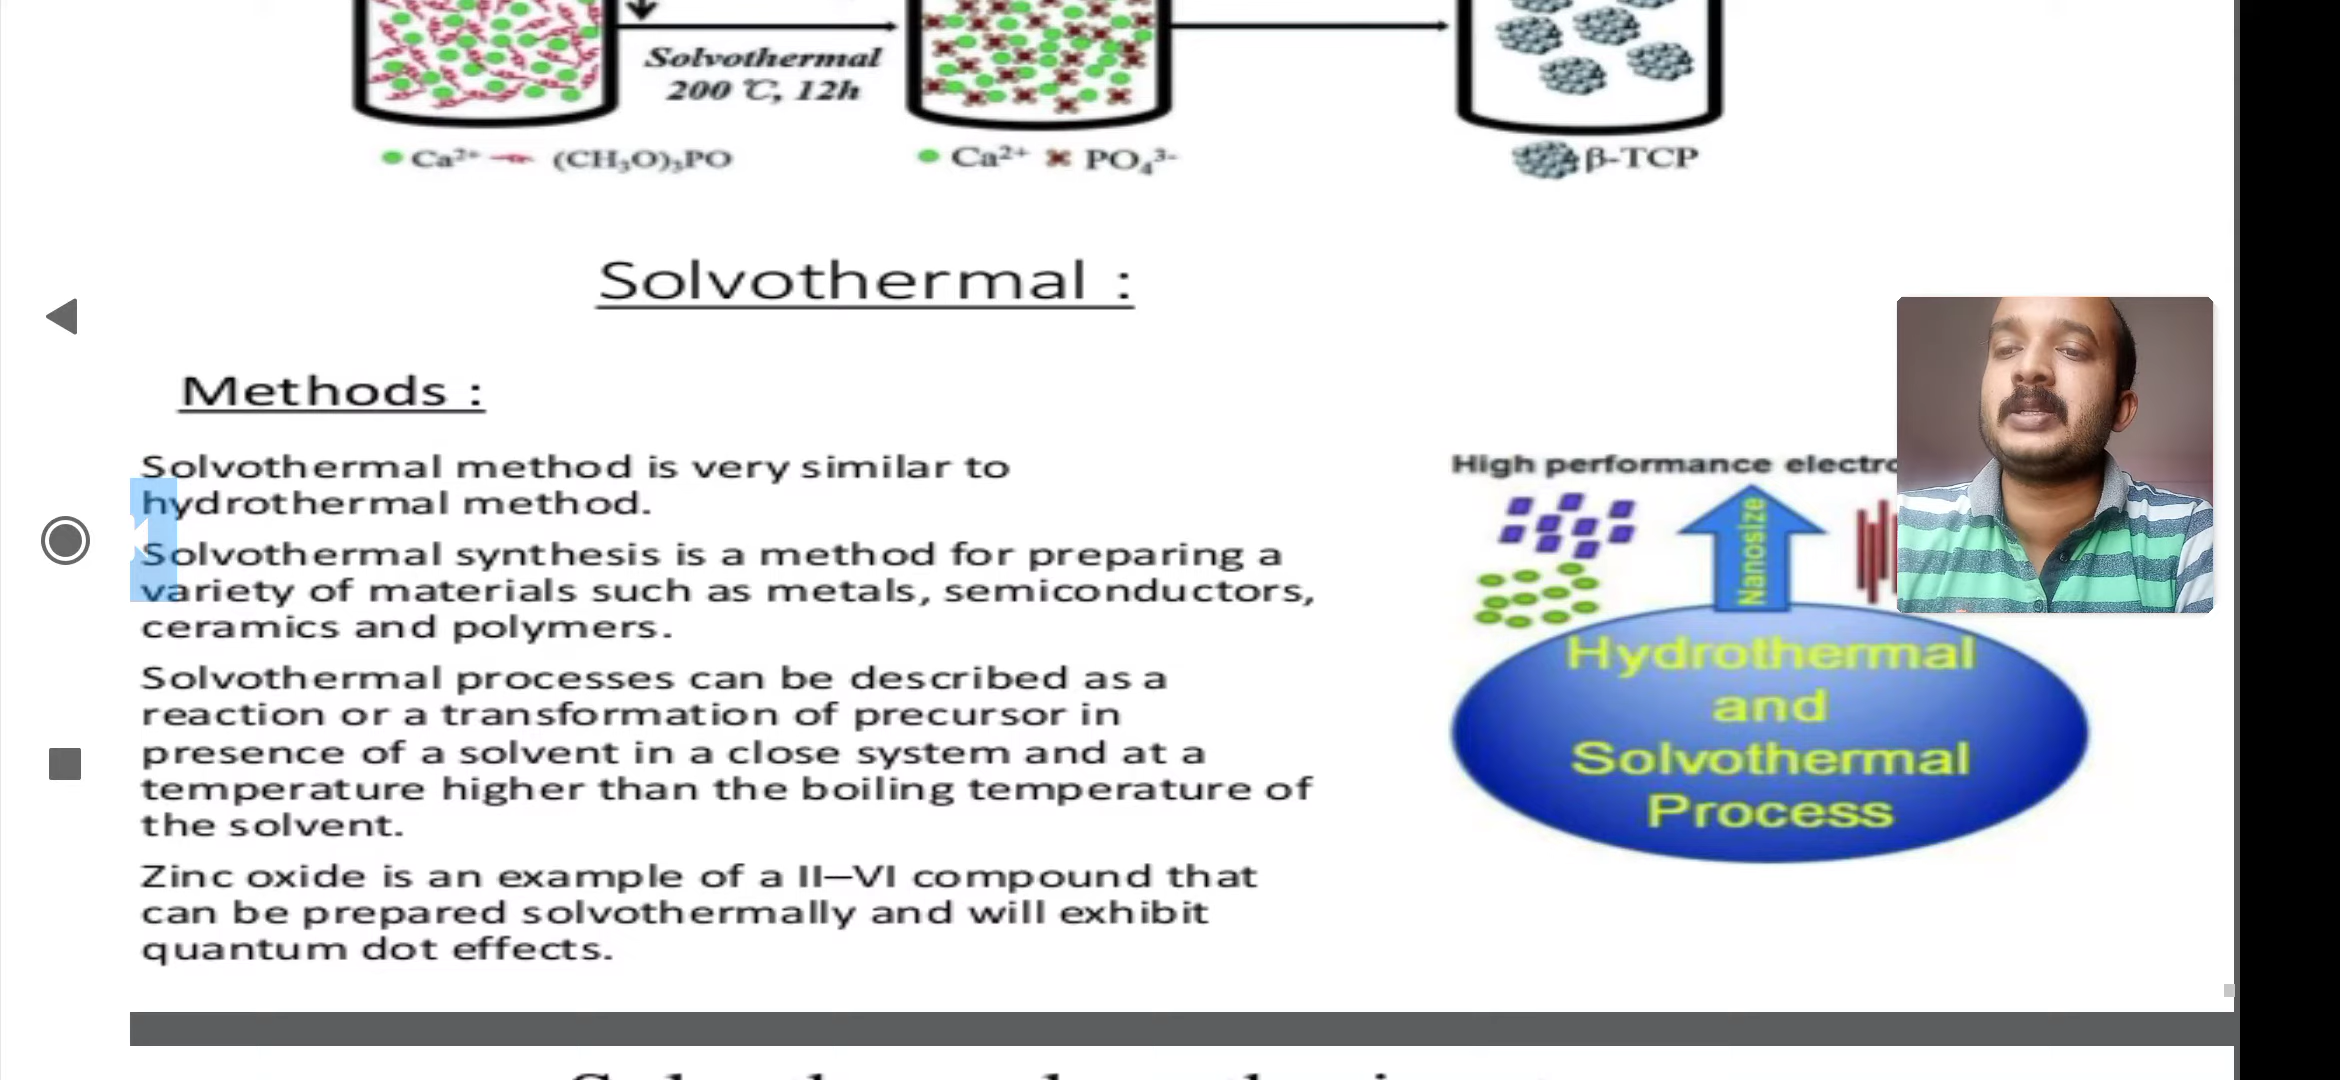 Solvothermal
200 ℃, 12h
Ca²⁺ (CH₃O)₃PO
Ca²⁺ PO₄³⁻
β-TCP
Solvothermal :
Methods :
Solvothermal method is very similar to
hydrothermal method.
Solvothermal synthesis is a method for preparing a
variety of materials such as metals, semiconductors,
ceramics and polymers.
Solvothermal processes can be described as a
reaction or a transformation of precursor in
presence of a solvent in a close system and at a
temperature higher than the boiling temperature of
the solvent.
Zinc oxide is an example of a II–VI compound that
can be prepared solvothermally and will exhibit
quantum dot effects.
High performance
Nanosize
Hydrothermal
and
Solvothermal
Process